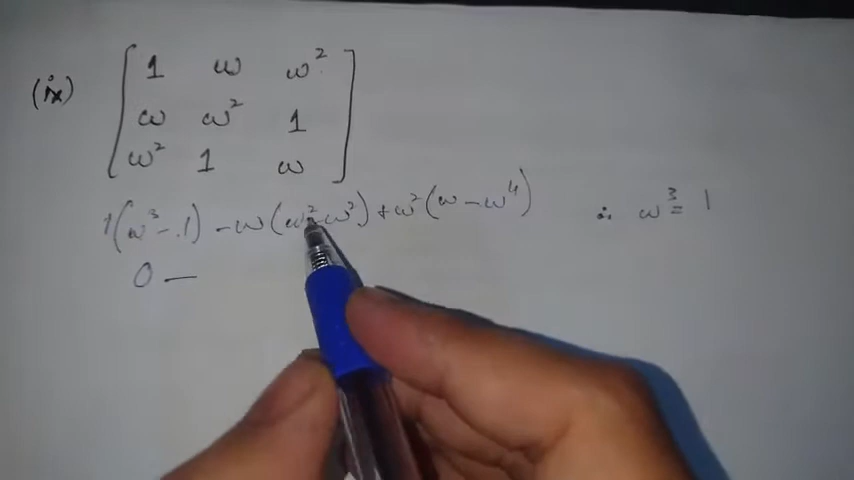 (ix) [ 1 ω ω²
ω ω² 1
ω² 1 ω ]
1(ω³ - 1) - ω(ω² - ω²) + ω²(ω - ω⁴) ∴ ω³ = 1
0 -